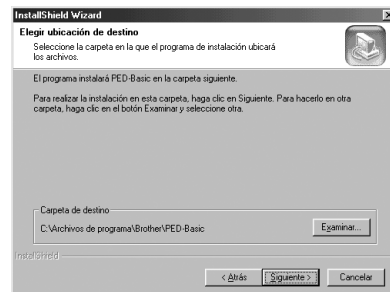 InstallShield Wizard
Elegir ubicación de destino
Seleccione la carpeta en la que el programa de instalación ubicará
los archivos.
El programa instalará PED-Basic en la carpeta siguiente.
Para realizar la instalación en esta carpeta, haga clic en Siguiente. Para hacerlo en otra
carpeta, haga clic en el botón Examinar y seleccione otra.
Carpeta de destino
C:\Archivos de programa\Brother\PED-Basic
Examinar...
InstallShield
< Atrás
Siguiente >
Cancelar